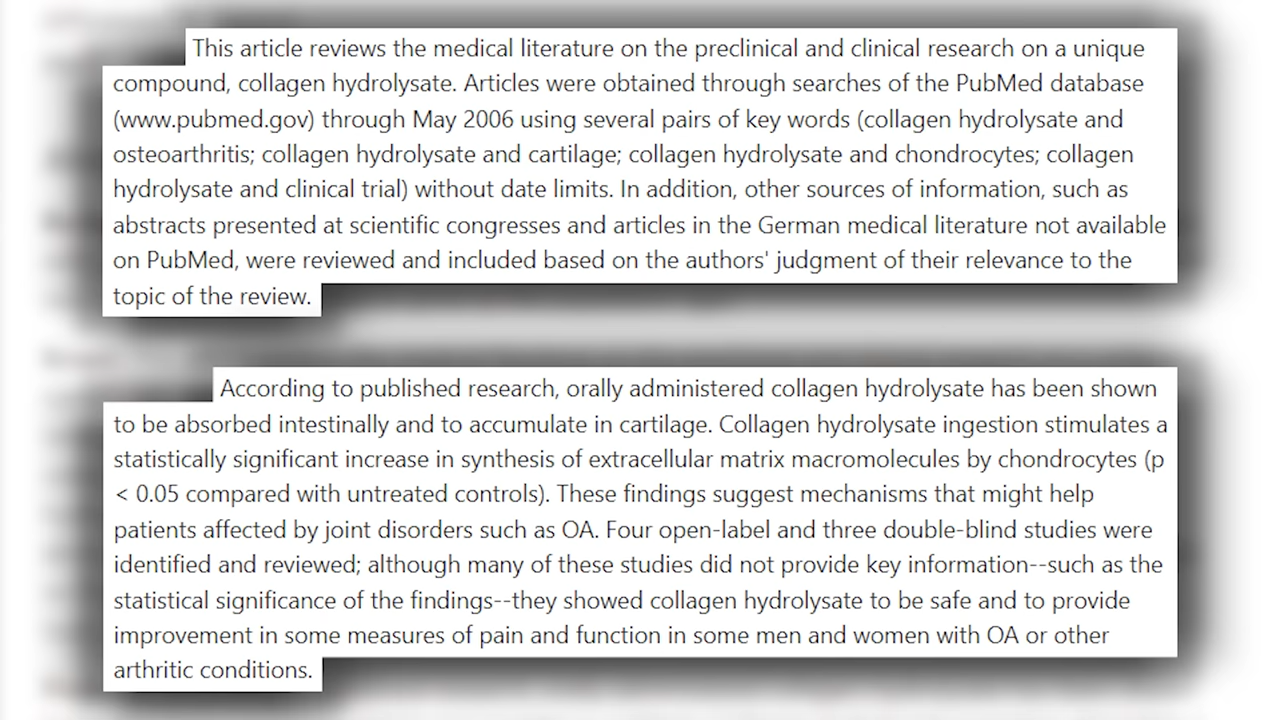 This article reviews the medical literature on the preclinical and clinical research on a unique
compound, collagen hydrolysate. Articles were obtained through searches of the PubMed database
(www.pubmed.gov) through May 2006 using several pairs of key words (collagen hydrolysate and
osteoarthritis; collagen hydrolysate and cartilage; collagen hydrolysate and chondrocytes; collagen
hydrolysate and clinical trial) without date limits. In addition, other sources of information, such as
abstracts presented at scientific congresses and articles in the German medical literature not available
on PubMed, were reviewed and included based on the authors' judgment of their relevance to the
topic of the review.
According to published research, orally administered collagen hydrolysate has been shown
to be absorbed intestinally and to accumulate in cartilage. Collagen hydrolysate ingestion stimulates a
statistically significant increase in synthesis of extracellular matrix macromolecules by chondrocytes (p
< 0.05 compared with untreated controls). These findings suggest mechanisms that might help
patients affected by joint disorders such as OA. Four open-label and three double-blind studies were
identified and reviewed; although many of these studies did not provide key information--such as the
statistical significance of the findings--they showed collagen hydrolysate to be safe and to provide
improvement in some measures of pain and function in some men and women with OA or other
arthritic conditions.